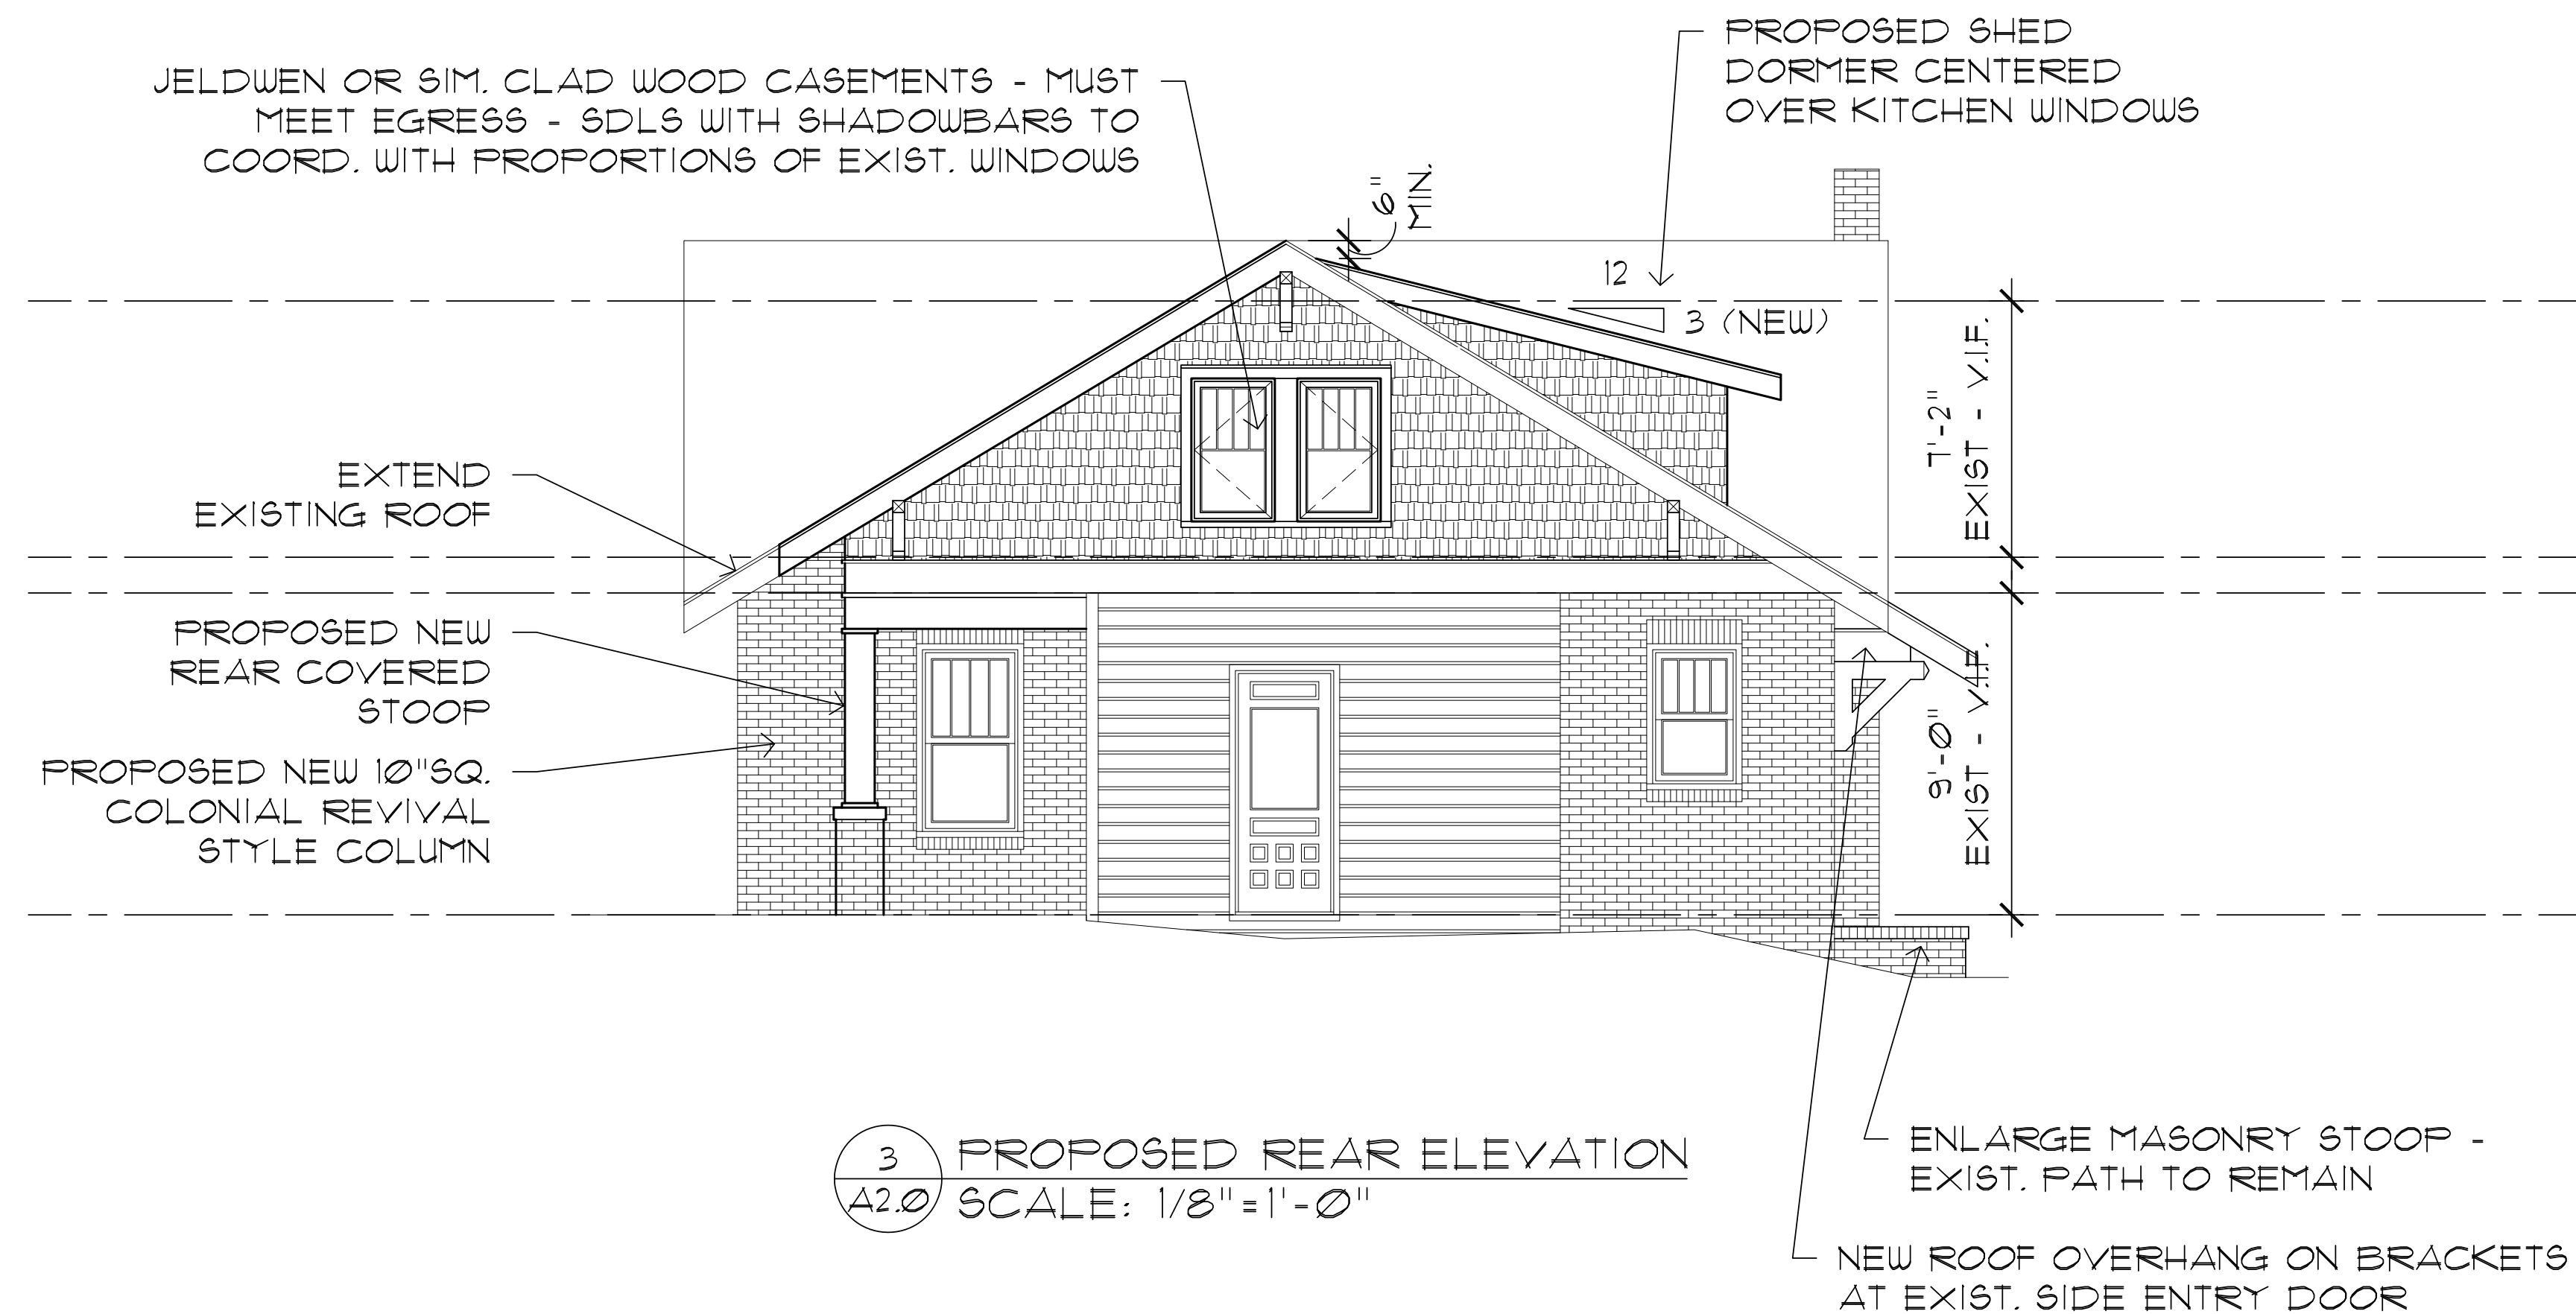 JELDWEN OR SIM. CLAD WOOD CASEMENTS - MUST
MEET EGRESS - SDLS WITH SHADOWBARS TO
COORD. WITH PROPORTIONS OF EXIST. WINDOWS
PROPOSED SHED
DORMER CENTERED
OVER KITCHEN WINDOWS
6"
MIN.
12
3 (NEW)
7'-2"
EXIST - V.I.F.
9'-0"
EXIST - V.I.F.
EXTEND
EXISTING ROOF
PROPOSED NEW
REAR COVERED
STOOP
PROPOSED NEW 10"SQ.
COLONIAL REVIVAL
STYLE COLUMN
3
A2.0
PROPOSED REAR ELEVATION
SCALE: 1/8"=1'-0"
ENLARGE MASONRY STOOP -
EXIST. PATH TO REMAIN
NEW ROOF OVERHANG ON BRACKETS
AT EXIST. SIDE ENTRY DOOR